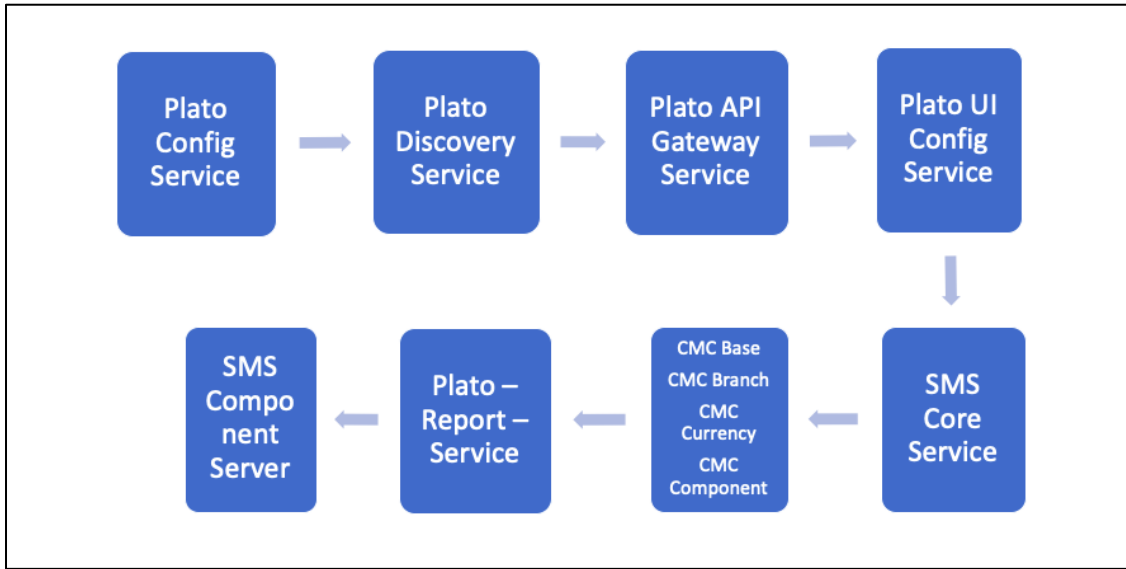 Plato
Config
Service
Plato
Discovery
Service
Plato API
Gateway
Service
Plato UI
Config
Service
SMS
Core
Service
CMC Base
CMC Branch
CMC
Currency
CMC
Component
Plato –
Report –
Service
SMS
Compo
nent
Server